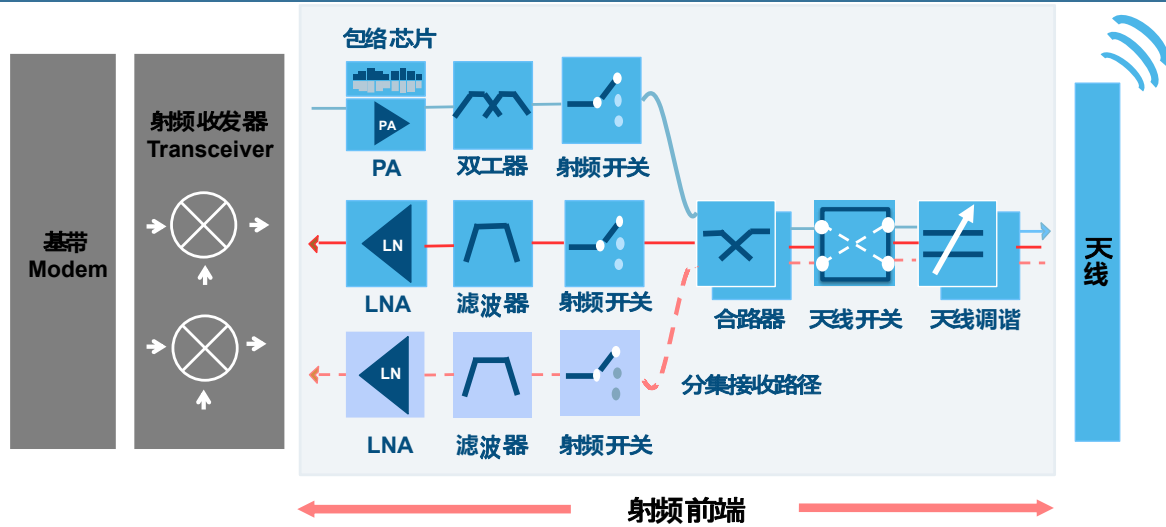 包络芯片
PA
PA
双工器
射频开关
射频收发器
Transceiver
基带
Modem
LN
LNA
滤波器
射频开关
合路器
天线开关
天线调谐
天线
LN
LNA
滤波器
射频开关
分集接收路径
射频前端